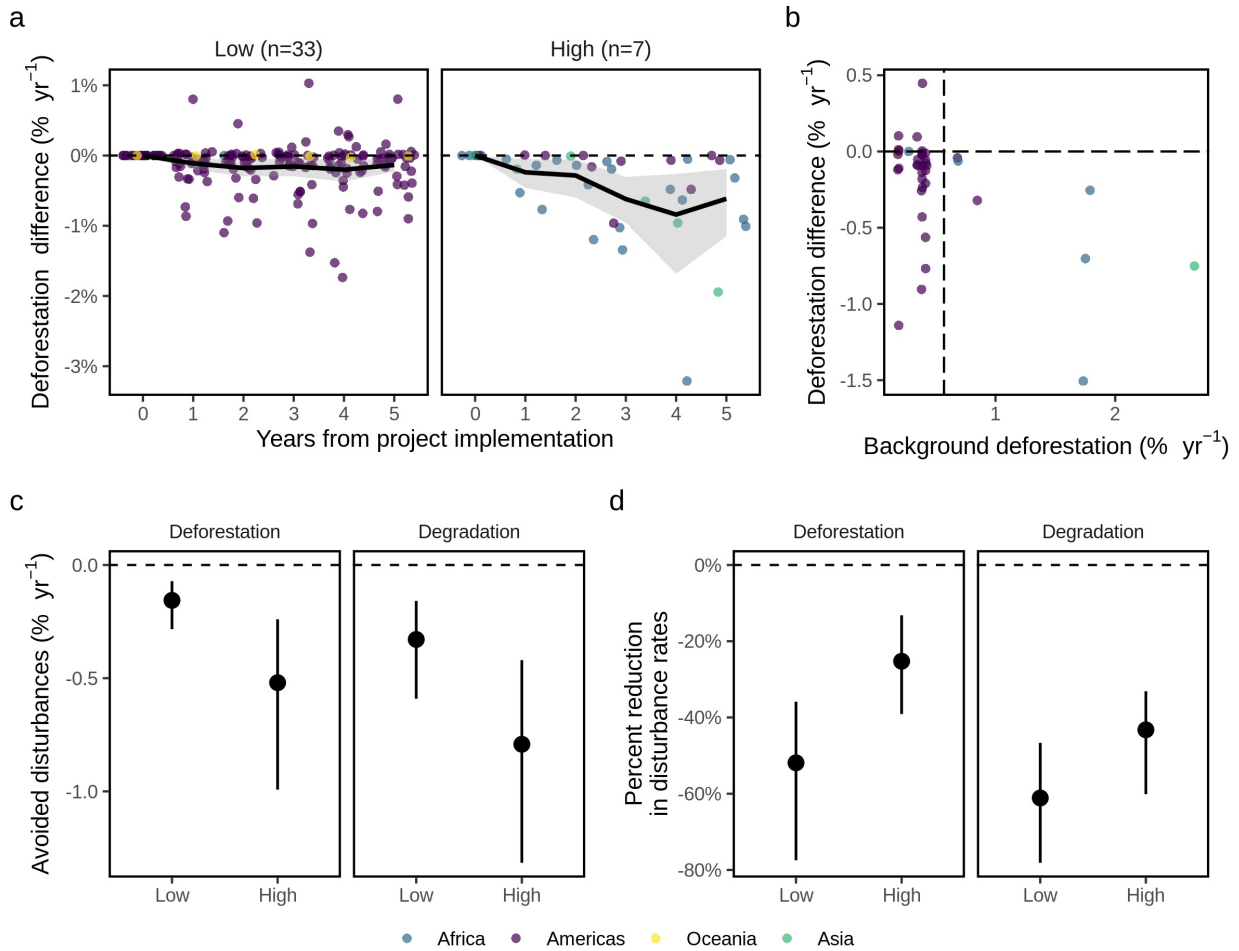 a
Low (n=33)
High (n=7)
Deforestation difference (% yr−1)
1%
0%
-1%
-2%
-3%
0 1 2 3 4 5
0 1 2 3 4 5
Years from project implementation
b
Deforestation difference (% yr−1)
0.5
0.0
-0.5
-1.0
-1.5
1 2
Background deforestation (% yr−1)
c
Deforestation
Degradation
Avoided disturbances (% yr−1)
0.0
-0.5
-1.0
Low High
Low High
d
Deforestation
Degradation
Percent reduction
in disturbance rates
0%
-20%
-40%
-60%
-80%
Low High
Low High
Africa Americas Oceania Asia